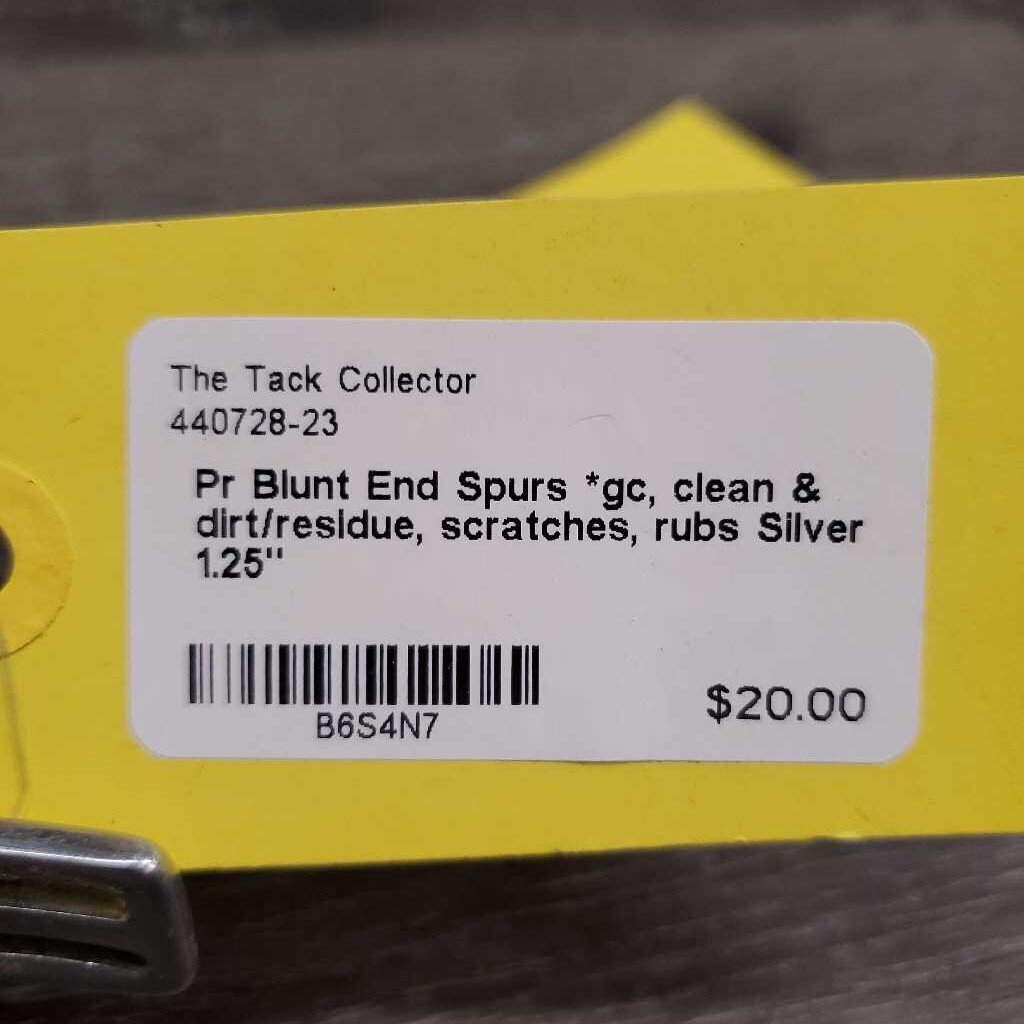 The Tack Collector
440728-23
Pr Blunt End Spurs *gc, clean &
dirt/residue, scratches, rubs Silver
1.25"
B6S4N7
$20.00